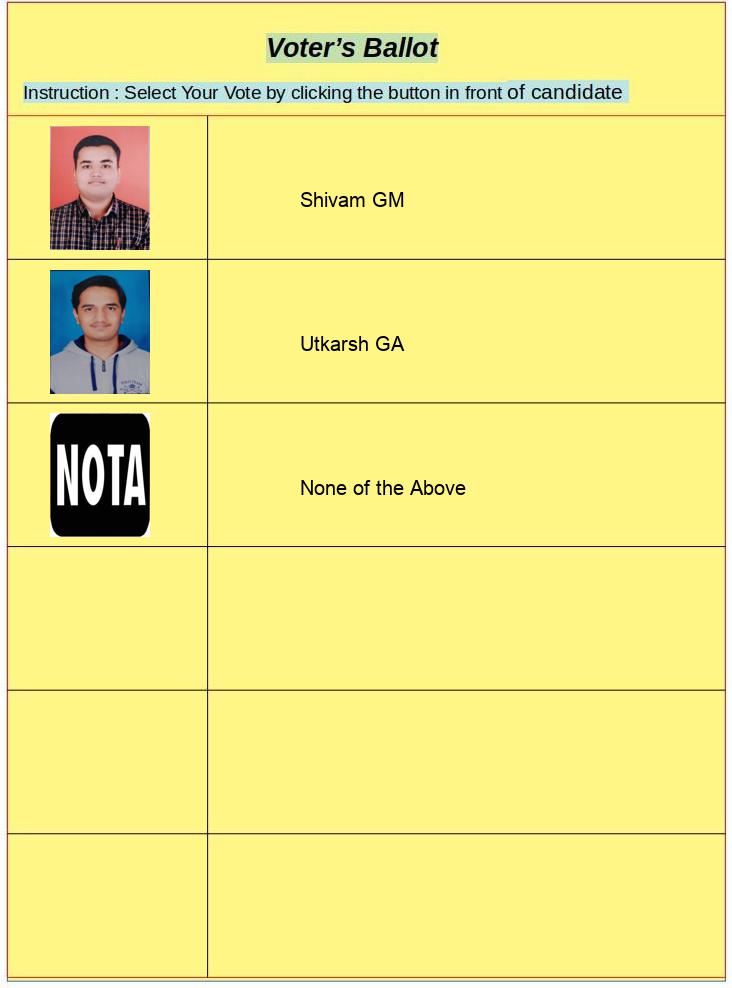 Voter’s Ballot
Instruction : Select Your Vote by clicking the button in front of candidate
Shivam GM
Utkarsh GA
NOTA
None of the Above